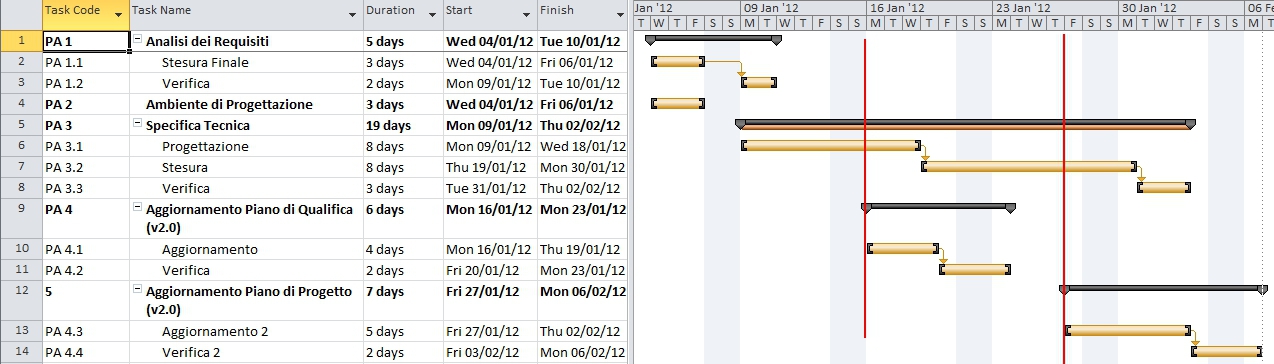 Task Code Task Name Duration Start Finish
Jan '12 09 Jan '12 16 Jan '12 23 Jan '12 30 Jan '12 06 Fe
T W T F S S M T W T F S S M T W T F S S M T W T F S S M T W T F S S M
1 PA 1 Analisi dei Requisiti 5 days Wed 04/01/12 Tue 10/01/12
2 PA 1.1 Stesura Finale 3 days Wed 04/01/12 Fri 06/01/12
3 PA 1.2 Verifica 2 days Mon 09/01/12 Tue 10/01/12
4 PA 2 Ambiente di Progettazione 3 days Wed 04/01/12 Fri 06/01/12
5 PA 3 Specifica Tecnica 19 days Mon 09/01/12 Thu 02/02/12
6 PA 3.1 Progettazione 8 days Mon 09/01/12 Wed 18/01/12
7 PA 3.2 Stesura 8 days Thu 19/01/12 Mon 30/01/12
8 PA 3.3 Verifica 3 days Tue 31/01/12 Thu 02/02/12
9 PA 4 Aggiornamento Piano di Qualifica 6 days Mon 16/01/12 Mon 23/01/12
(v2.0)
10 PA 4.1 Aggiornamento 4 days Mon 16/01/12 Thu 19/01/12
11 PA 4.2 Verifica 2 days Fri 20/01/12 Mon 23/01/12
12 5 Aggiornamento Piano di Progetto 7 days Fri 27/01/12 Mon 06/02/12
(v2.0)
13 PA 4.3 Aggiornamento 2 5 days Fri 27/01/12 Thu 02/02/12
14 PA 4.4 Verifica 2 2 days Fri 03/02/12 Mon 06/02/12